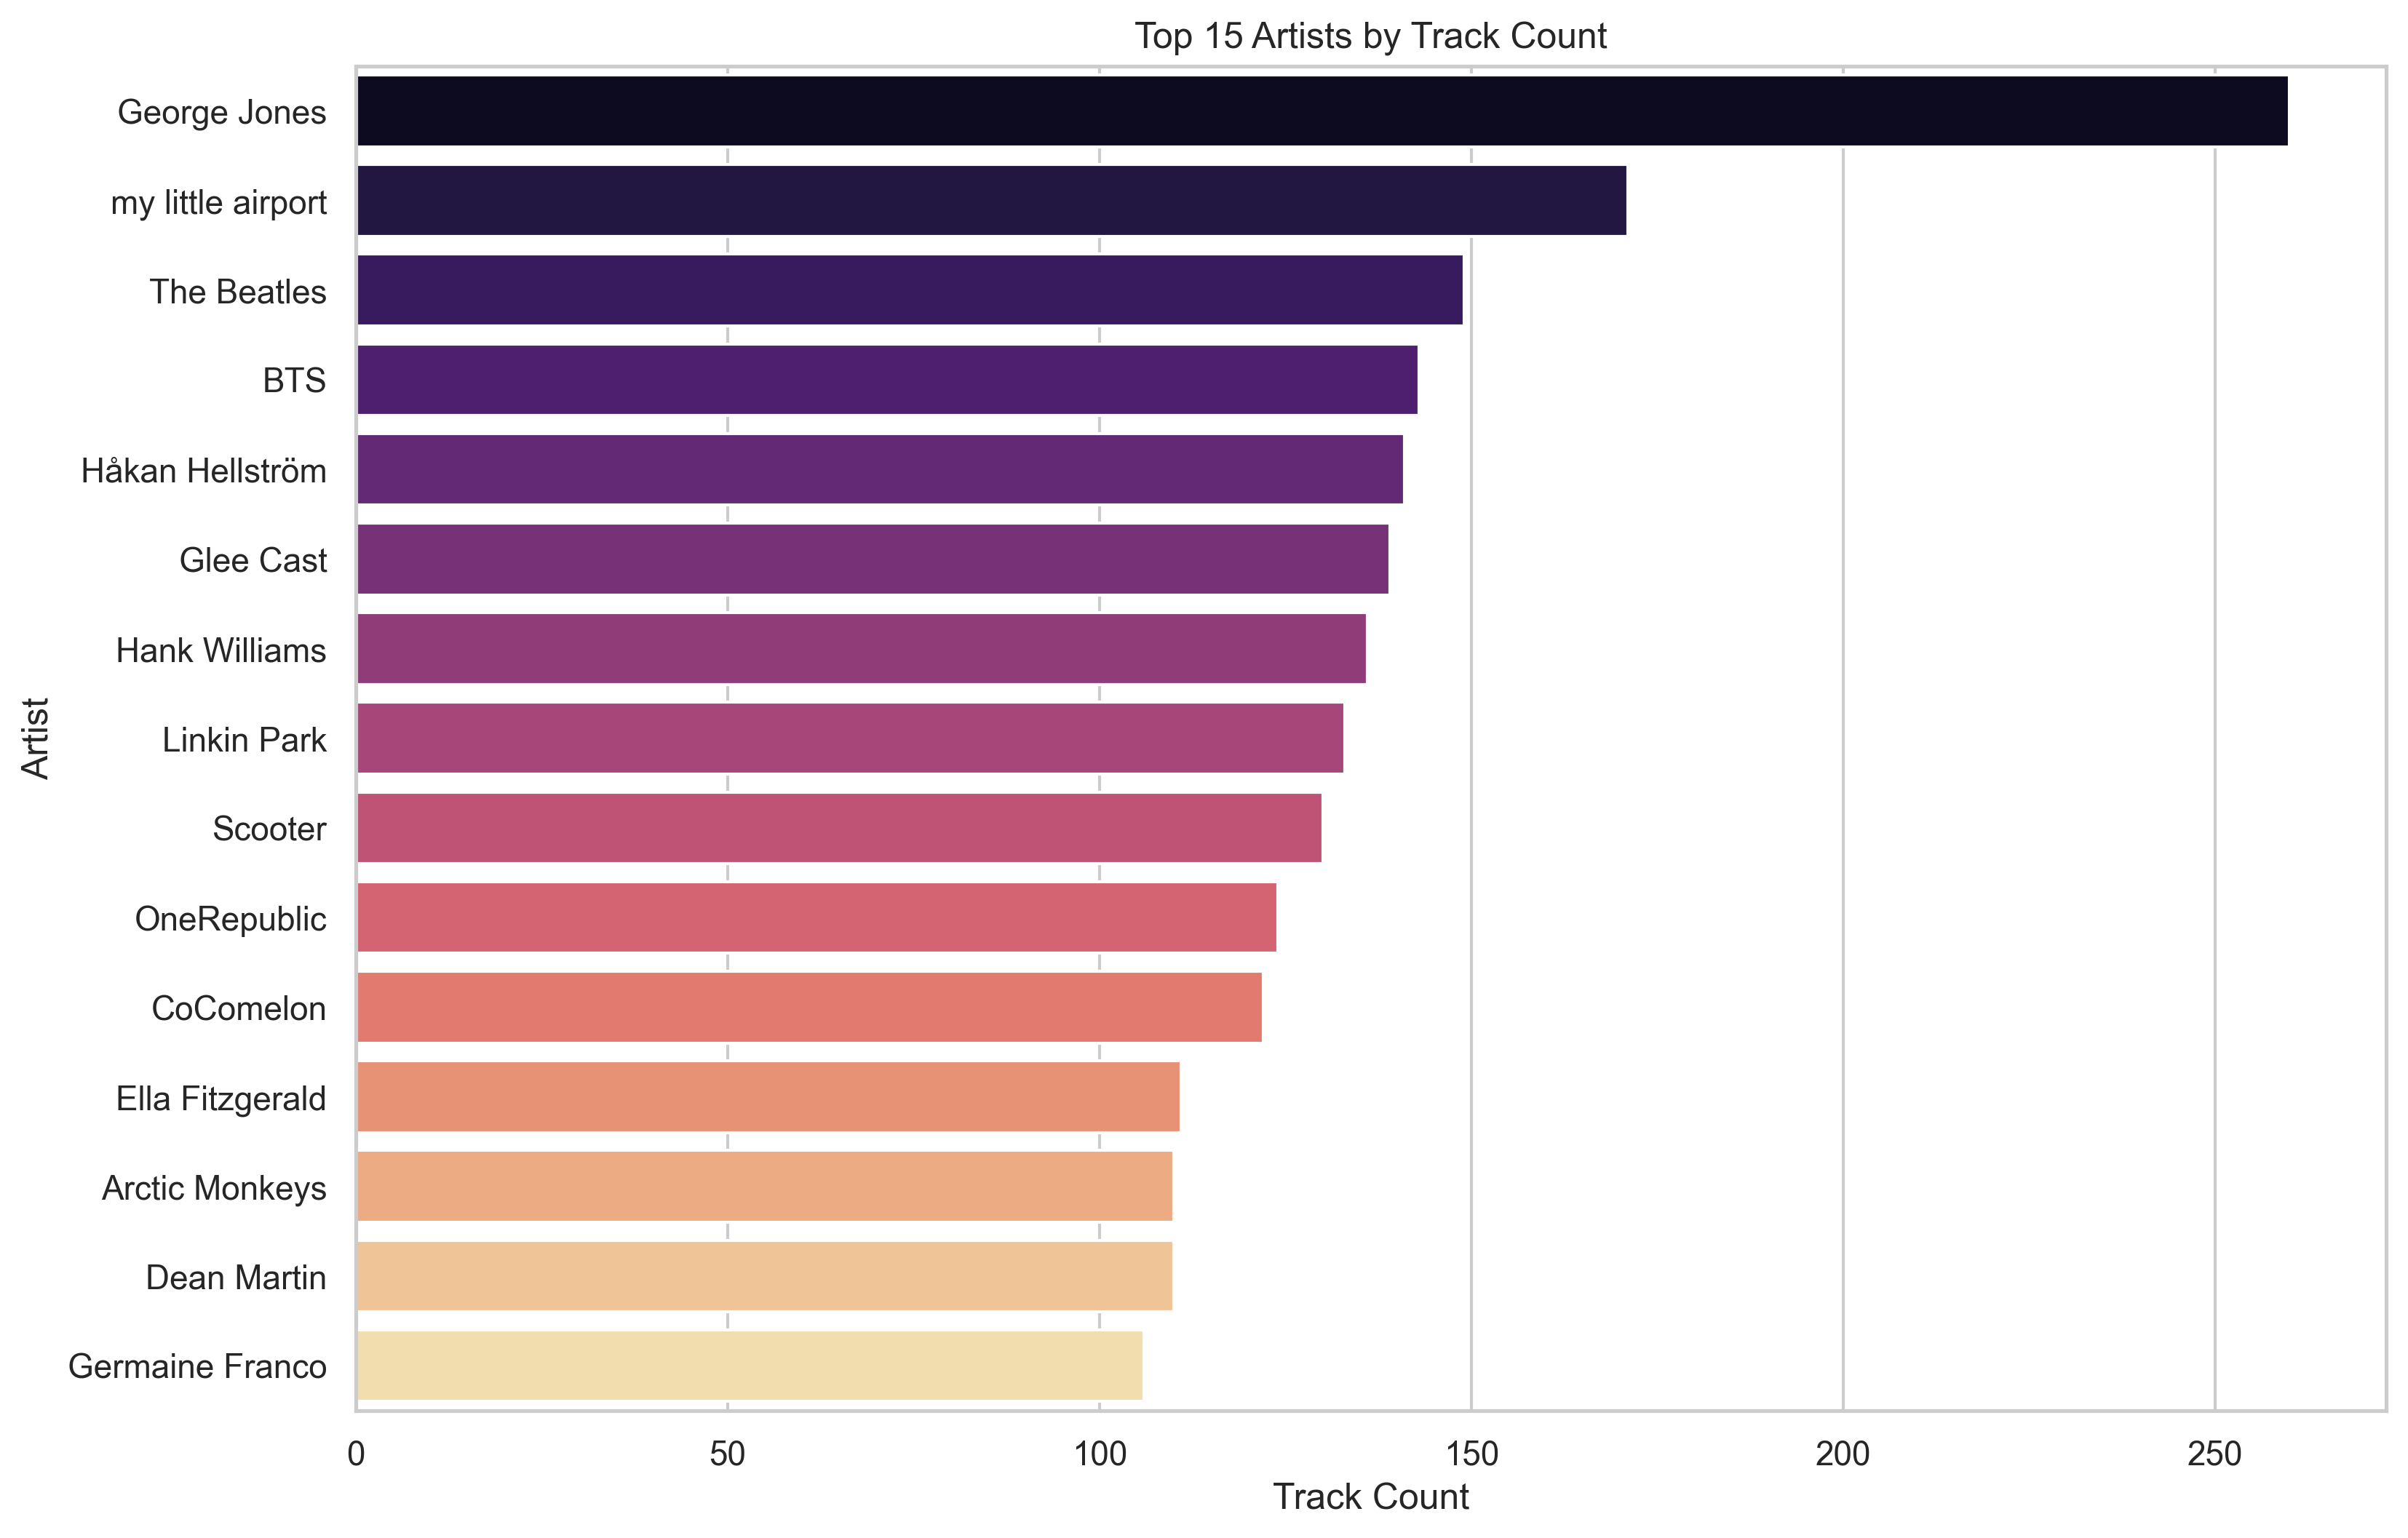 Top 15 Artists by Track Count
George Jones
my little airport
The Beatles
BTS
Håkan Hellström
Glee Cast
Hank Williams
Linkin Park
Scooter
OneRepublic
CoComelon
Ella Fitzgerald
Arctic Monkeys
Dean Martin
Germaine Franco
Artist
0 50 100 150 200 250
Track Count